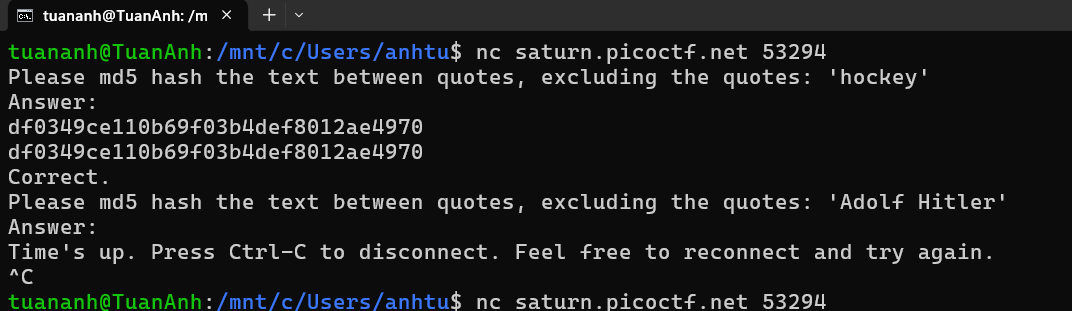 tuananh@TuanAnh: /m
tuananh@TuanAnh:/mnt/c/Users/anhtu$ nc saturn.picoctf.net 53294
Please md5 hash the text between quotes, excluding the quotes: 'hockey'
Answer:
df0349ce110b69f03b4def8012ae4970
df0349ce110b69f03b4def8012ae4970
Correct.
Please md5 hash the text between quotes, excluding the quotes: 'Adolf Hitler'
Answer:
Time's up. Press Ctrl-C to disconnect. Feel free to reconnect and try again.
^C
tuananh@TuanAnh:/mnt/c/Users/anhtu$ nc saturn.picoctf.net 53294